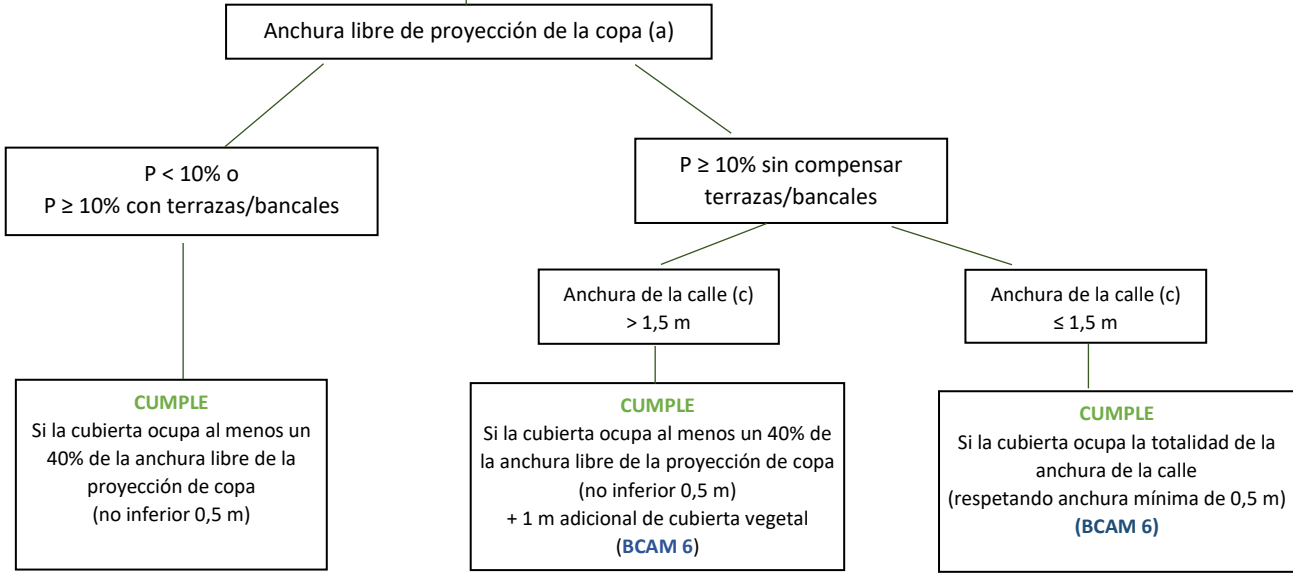 Anchura libre de proyección de la copa (a)
P < 10% o
P ≥ 10% con terrazas/bancales
P ≥ 10% sin compensar
terrazas/bancales
Anchura de la calle (c)
> 1,5 m
Anchura de la calle (c)
≤ 1,5 m
CUMPLE
Si la cubierta ocupa al menos un
40% de la anchura libre de la
proyección de copa
(no inferior 0,5 m)
CUMPLE
Si la cubierta ocupa al menos un 40% de
la anchura libre de la proyección de copa
(no inferior 0,5 m)
+ 1 m adicional de cubierta vegetal
(BCAM 6)
CUMPLE
Si la cubierta ocupa la totalidad de la
anchura de la calle
(respetando anchura mínima de 0,5 m)
(BCAM 6)